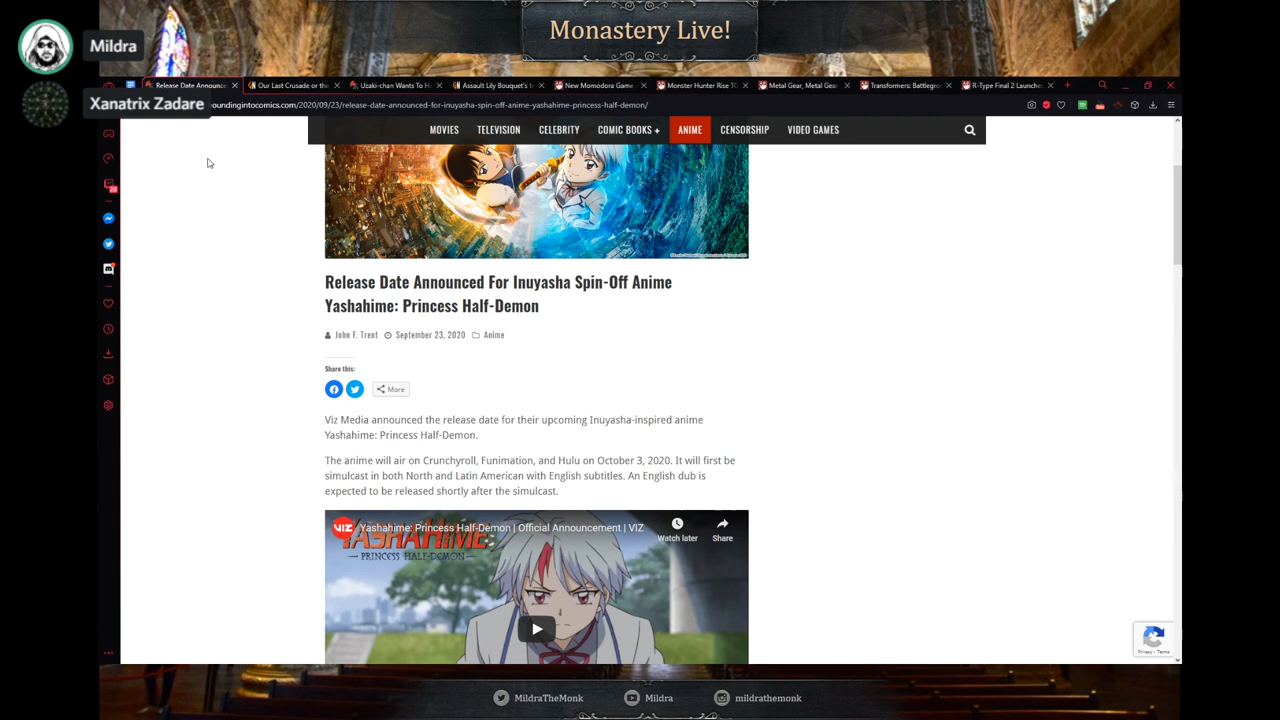 Monastery Live!
Mildra
Xanatrix Zadare
Release Date Announce
Our Last Crusade or the
Uzaki-chan Wants To Ha
Assault Lily Bouquet's t
New Momodora Game
Monster Hunter Rise TG
Metal Gear, Metal Gear
Transformers: Battlegro
R-Type Final 2 Launche
oundingintocomics.com/2020/09/23/release-date-announced-for-inuyasha-spin-off-anime-yashahime-princess-half-demon/
MOVIES TELEVISION CELEBRITY COMIC BOOKS + ANIME CENSORSHIP VIDEO GAMES
Release Date Announced For Inuyasha Spin-Off Anime
Yashahime: Princess Half-Demon
John F. Trent September 23, 2020 Anime
Share this:
More
Viz Media announced the release date for their upcoming Inuyasha-inspired anime
Yashahime: Princess Half-Demon.
The anime will air on Crunchyroll, Funimation, and Hulu on October 3, 2020. It will first be
simulcast in both North and Latin American with English subtitles. An English dub is
expected to be released shortly after the simulcast.
VIZ
Yashahime: Princess Half-Demon | Official Announcement | VIZ
Watch later
Share
YASHAHIME
PRINCESS HALF-DEMON
Privacy - Terms
MildraTheMonk Mildra mildrathemonk